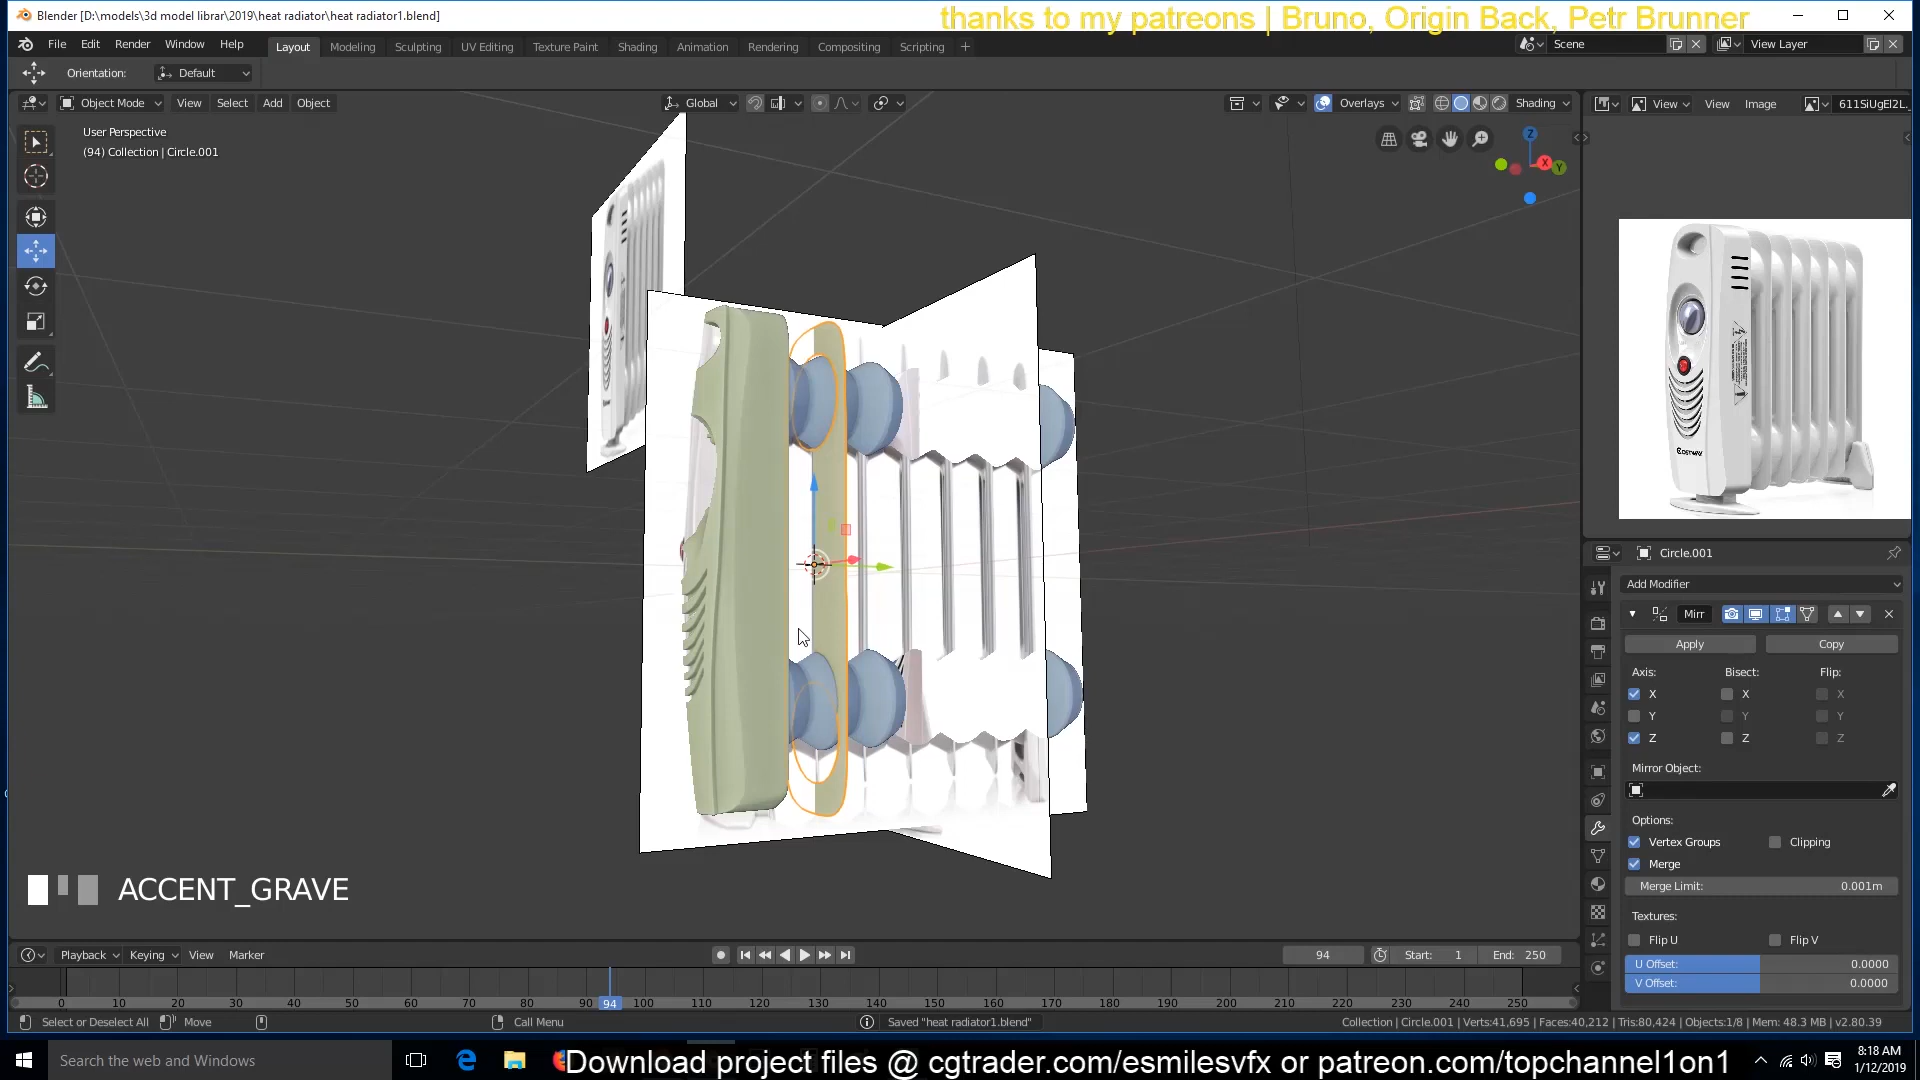 Blender [D:\models\3d model librar\2019\heat radiator\heat radiator1.blend]
thanks to my patreons | Bruno, Origin Back, Petr Brunner
File Edit Render Window Help Layout Modeling Sculpting UV Editing Texture Paint Shading Animation Rendering Compositing Scripting + Scene View Layer
Orientation: Default
Object Mode View Select Add Object Global Overlays Shading View View Image 611SiUgEl2L.
User Perspective
(94) Collection | Circle.001
Z
X
Y
COSTWAY
Circle.001
Add Modifier
Mirr
Apply Copy
Axis: Bisect: Flip:
X X X
Y Y Y
Z Z Z
Mirror Object:
Options:
Vertex Groups Clipping
Merge
Merge Limit: 0.001m
Textures:
Flip U Flip V
U Offset: 0.0000
V Offset: 0.0000
ACCENT_GRAVE
Playback Keying View Marker 94 Start: 1 End: 250
0 10 20 30 40 50 60 70 80 90 94 100 110 120 130 140 150 160 170 180 190 200 210 220 230 240 250
Select or Deselect All Move Call Menu Saved "heat radiator1.blend" Collection | Circle.001 | Verts:41,695 | Faces:40,212 | Tris:80,424 | Objects:1/8 | Mem: 48.3 MB | v2.80.39
Search the web and Windows
Download project files @ cgtrader.com/esmilesvfx or patreon.com/topchannel1on1
8:18 AM
1/12/2019